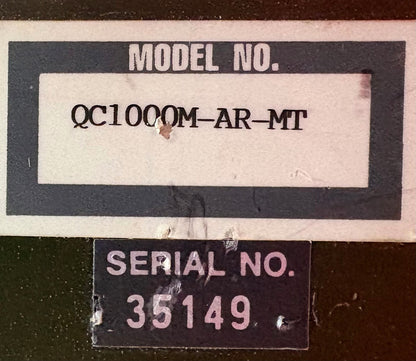 MODEL NO.
QC1000M-AR-MT
SERIAL NO.
35149